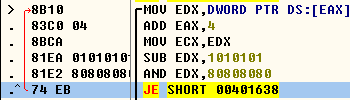 > 8B10 MOV EDX,DWORD PTR DS:[EAX]
. 83C0 04 ADD EAX,4
. 8BCA MOV ECX,EDX
. 81EA 01010101 SUB EDX,1010101
. 81E2 80808080 AND EDX,80808080
.^ 74 EB JE SHORT 00401638